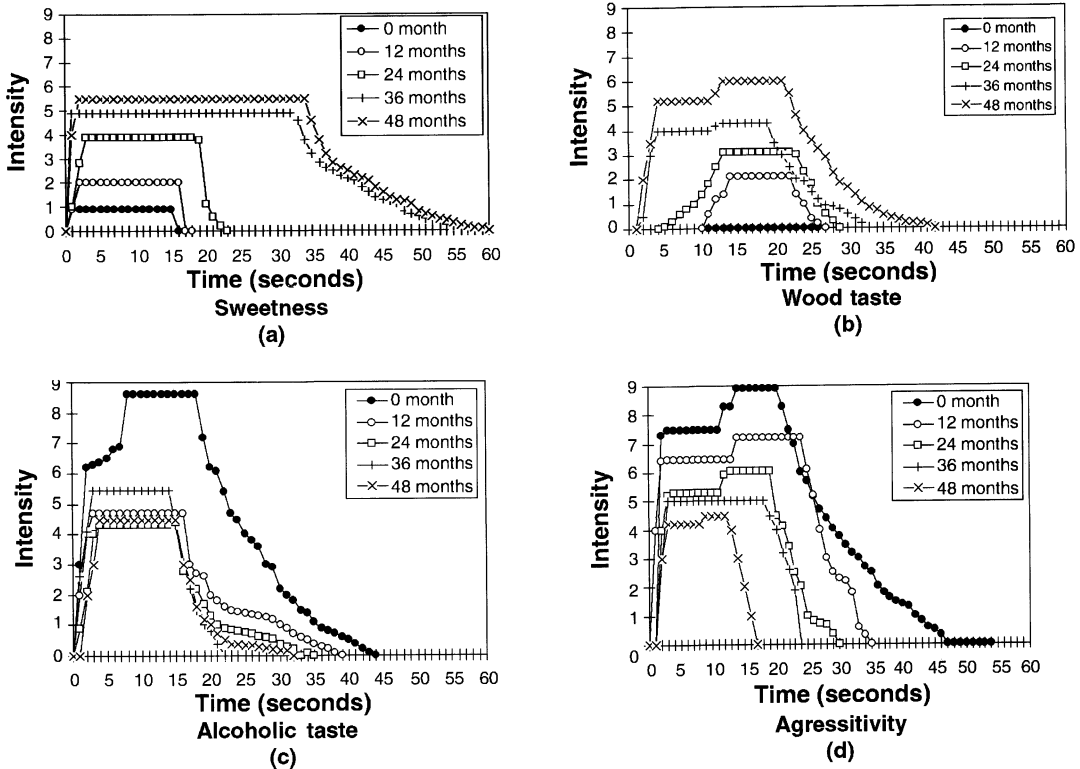 9
8
7
6
5
4
3
2
1
0
Intensity
0 month
12 months
24 months
36 months
48 months
0 5 10 15 20 25 30 35 40 45 50 55 60
Time (seconds)
Sweetness
(a)
9
8
7
6
5
4
3
2
1
0
Intensity
0 month
12 months
24 months
36 months
48 months
0 5 10 15 20 25 30 35 40 45 50 55 60
Time (seconds)
Wood taste
(b)
9
8
7
6
5
4
3
2
1
0
Intensity
0 month
12 months
24 months
36 months
48 months
0 5 10 15 20 25 30 35 40 45 50 55 60
Time (seconds)
Alcoholic taste
(c)
9
8
7
6
5
4
3
2
1
0
Intensity
0 month
12 months
24 months
36 months
48 months
0 5 10 15 20 25 30 35 40 45 50 55 60
Time (seconds)
Agressitivity
(d)